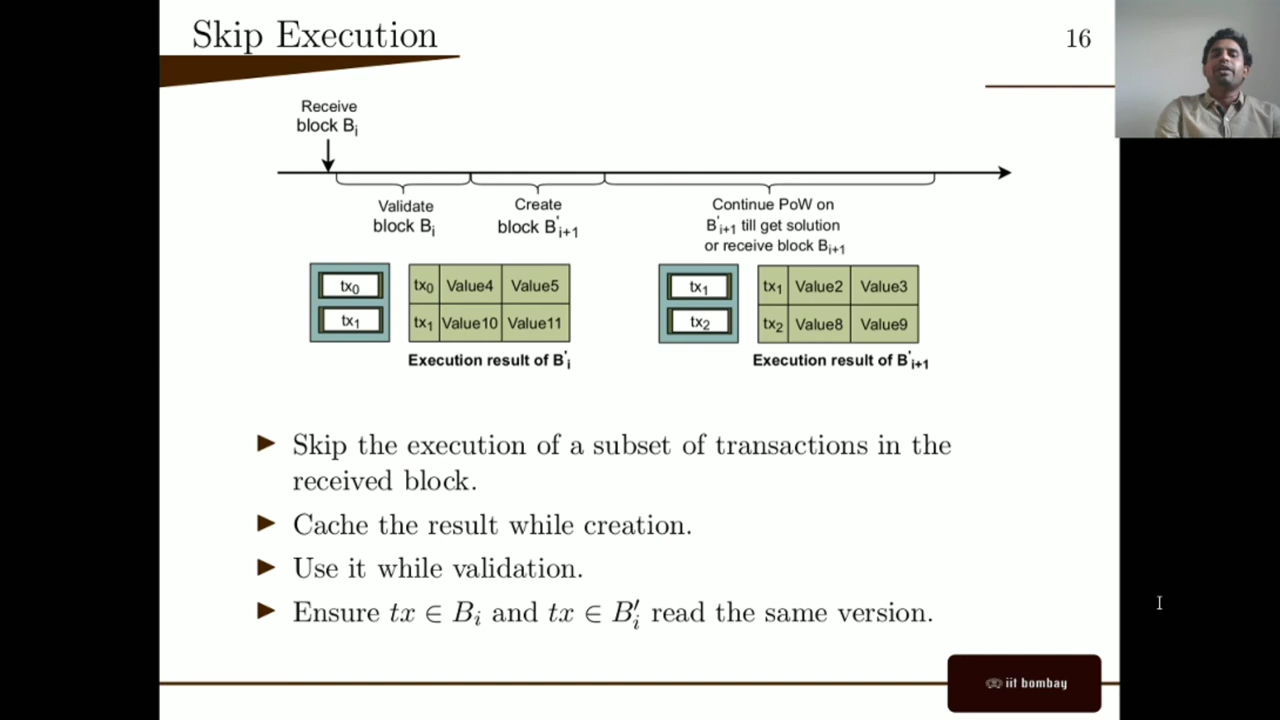 Skip Execution
16
Receive
block Bi
Validate
block Bi
Create
block B'i+1
Continue PoW on
B'i+1 till get solution
or receive block Bi+1
tx0
tx1
tx0 Value4 Value5
tx1 Value10 Value11
Execution result of B'i
tx1
tx2
tx1 Value2 Value3
tx2 Value8 Value9
Execution result of B'i+1
▶ Skip the execution of a subset of transactions in the
received block.
▶ Cache the result while creation.
▶ Use it while validation.
▶ Ensure tx ∈ Bi and tx ∈ B′i read the same version.
iit bombay